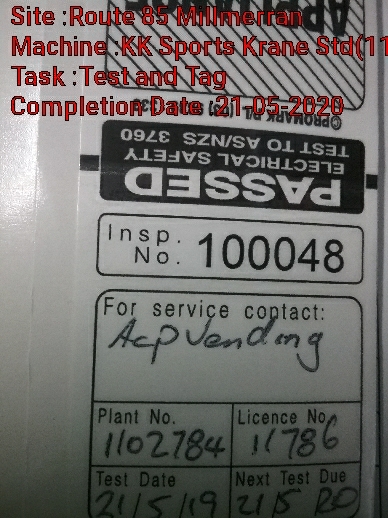 Site :Route 85 Millmerran
Machine :KK Sports Krane Std(11
Task :Test and Tag
Completion Date :21-05-2020
©PROMARK P/L
TEST TO AS/NZS 3760
ELECTRICAL SAFETY
PASSED
Insp. No. 100048
For service contact:
Acp Vending
Plant No. Licence No.
1102784 11786
Test Date Next Test Due
21/5/19 21/5 20